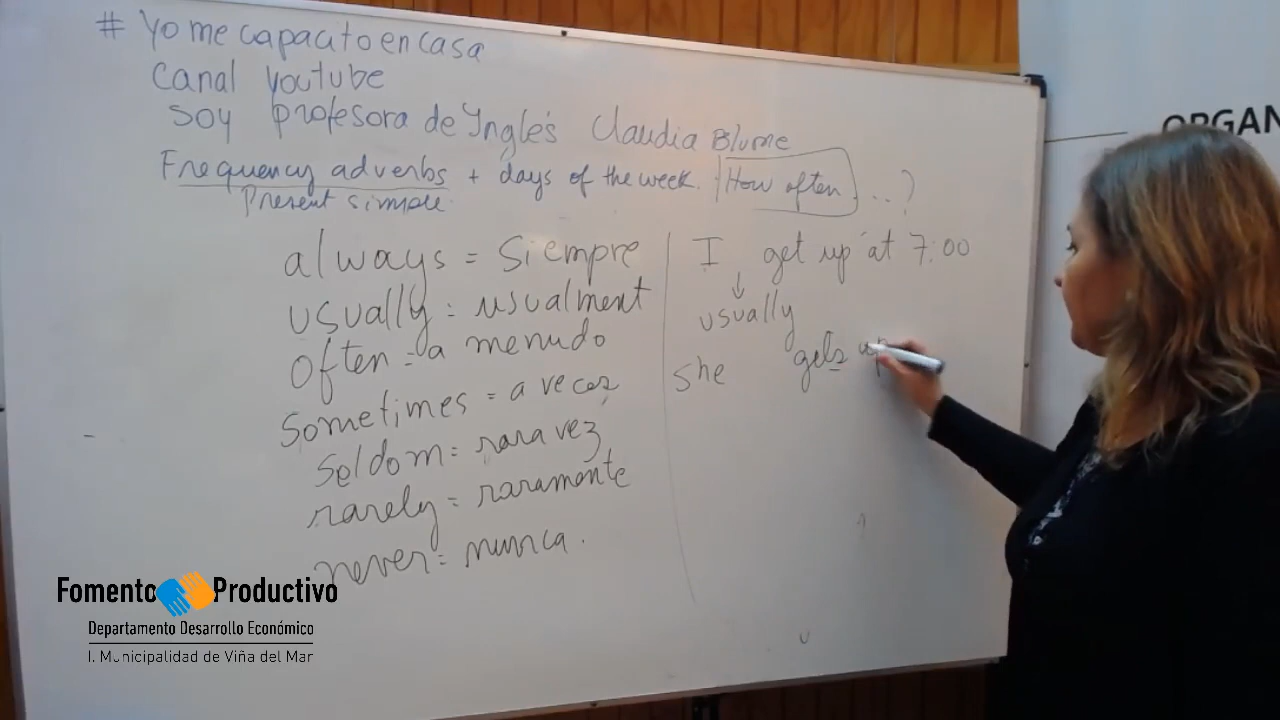 # Yo me capacito en casa
Canal youtube
soy profesora de Ynglés Claudia Blume
Frequency adverbs + days of the week. How often ...?
Present simple.
always = siempre
usually = usualment
often = a menudo
sometimes = a veces
seldom = rara vez
rarely = raramente
never = nunca.
I get up at 7:00
usually
she gets up
ORGAN
Fomento Productivo
Departamento Desarrollo Económico
I. Municipalidad de Viña del Mar